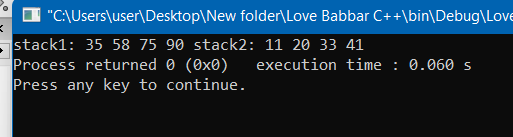 "C:\Users\user\Desktop\New folder\Love Babbar C++\bin\Debug\Love
stack1: 35 58 75 90 stack2: 11 20 33 41
Process returned 0 (0x0)   execution time : 0.060 s
Press any key to continue.